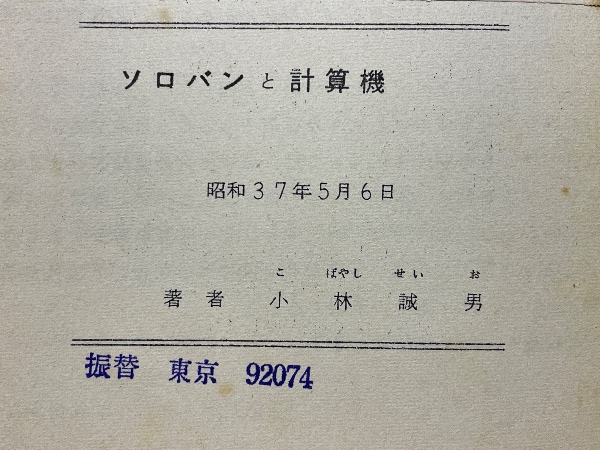 ソロバンと計算機
昭和37年5月6日
こ ばやし せい お
著者 小林誠男
振替 東京 92074